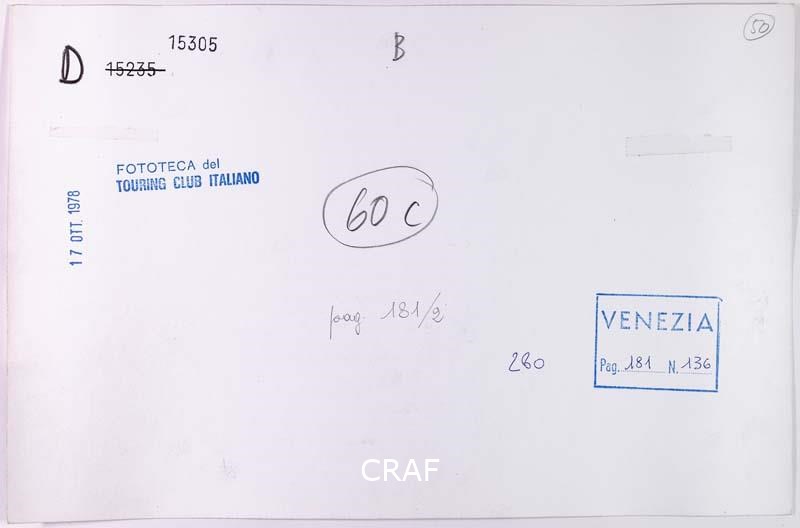 50
15305
B
D 15235
FOTOTECA del
TOURING CLUB ITALIANO
17 OTT. 1978
60 C
pag. 181/2
VENEZIA
280
Pag. 181 N. 136
CRAF